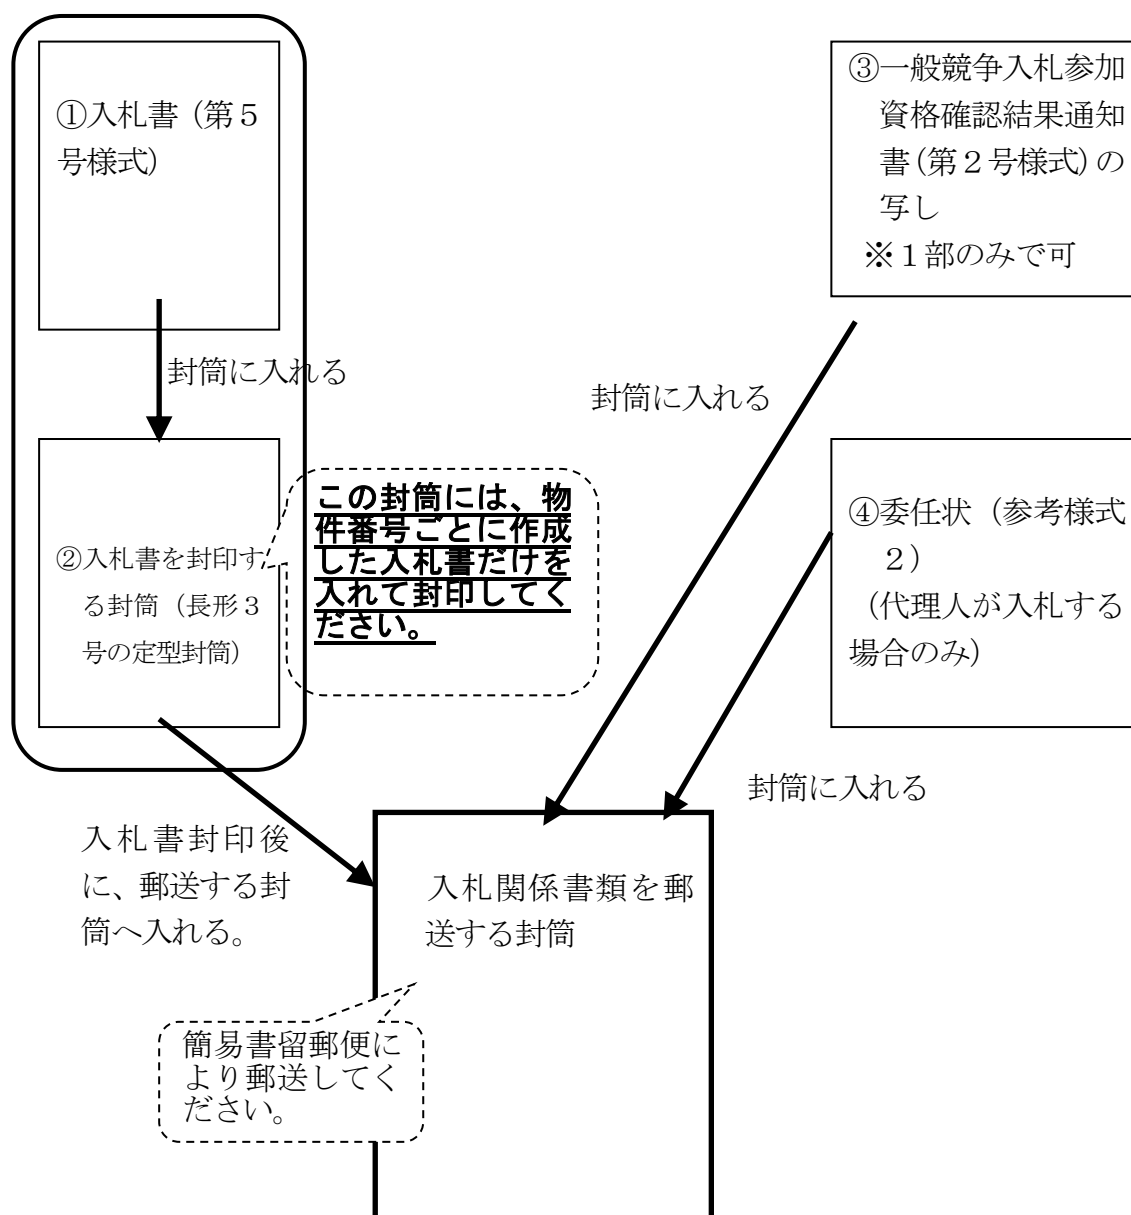 ①入札書（第５
号様式）
封筒に入れる
②入札書を封印す
る封筒（長形３
号の定型封筒）
この封筒には、物
件番号ごとに作成
した入札書だけを
入れて封印してく
ださい。
③一般競争入札参加
資格確認結果通知
書（第２号様式）の
写し
※１部のみで可
封筒に入れる
④委任状（参考様式
２）
（代理人が入札する
場合のみ）
封筒に入れる
入札書封印後
に、郵送する封
筒へ入れる。
入札関係書類を郵
送する封筒
簡易書留郵便に
より郵送してく
ださい。